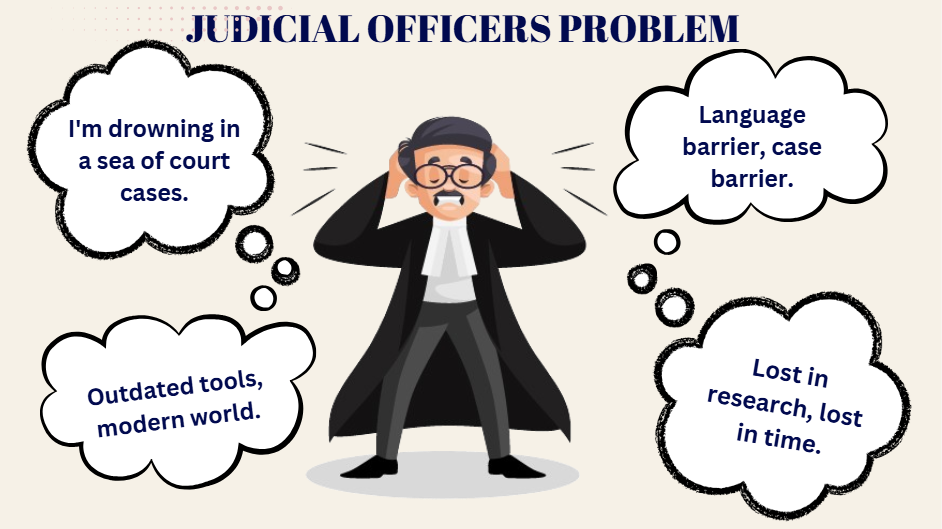 JUDICIAL OFFICERS PROBLEM
I'm drowning in
a sea of court
cases.
Language
barrier, case
barrier.
Outdated tools,
modern world.
Lost in
research, lost
in time.